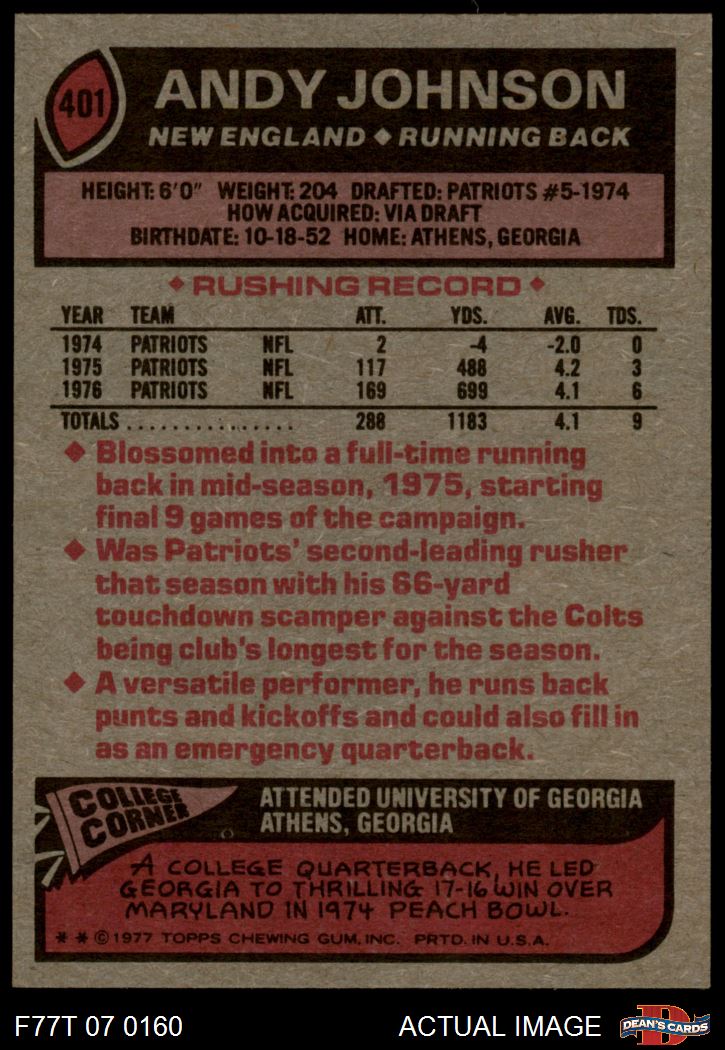 401
ANDY JOHNSON
NEW ENGLAND ◆ RUNNING BACK
HEIGHT: 6'0" WEIGHT: 204 DRAFTED: PATRIOTS #5-1974
HOW ACQUIRED: VIA DRAFT
BIRTHDATE: 10-18-52 HOME: ATHENS, GEORGIA
◆ RUSHING RECORD ◆
YEAR TEAM ATT. YDS. AVG. TDS.
1974 PATRIOTS NFL 2 -4 -2.0 0
1975 PATRIOTS NFL 117 488 4.2 3
1976 PATRIOTS NFL 169 699 4.1 6
TOTALS ................ 288 1183 4.1 9
◆ Blossomed into a full-time running
back in mid-season, 1975, starting
final 9 games of the campaign.
◆ Was Patriots' second-leading rusher
that season with his 66-yard
touchdown scamper against the Colts
being club's longest for the season.
◆ A versatile performer, he runs back
punts and kickoffs and could also fill in
as an emergency quarterback.
COLLEGE
CORNER
ATTENDED UNIVERSITY OF GEORGIA
ATHENS, GEORGIA
A COLLEGE QUARTERBACK, HE LED
GEORGIA TO THRILLING 17-16 WIN OVER
MARYLAND IN 1974 PEACH BOWL.
* * © 1977 TOPPS CHEWING GUM, INC. PRTD. IN U.S.A.
F77T 07 0160 ACTUAL IMAGE
D
DEAN'S CARDS